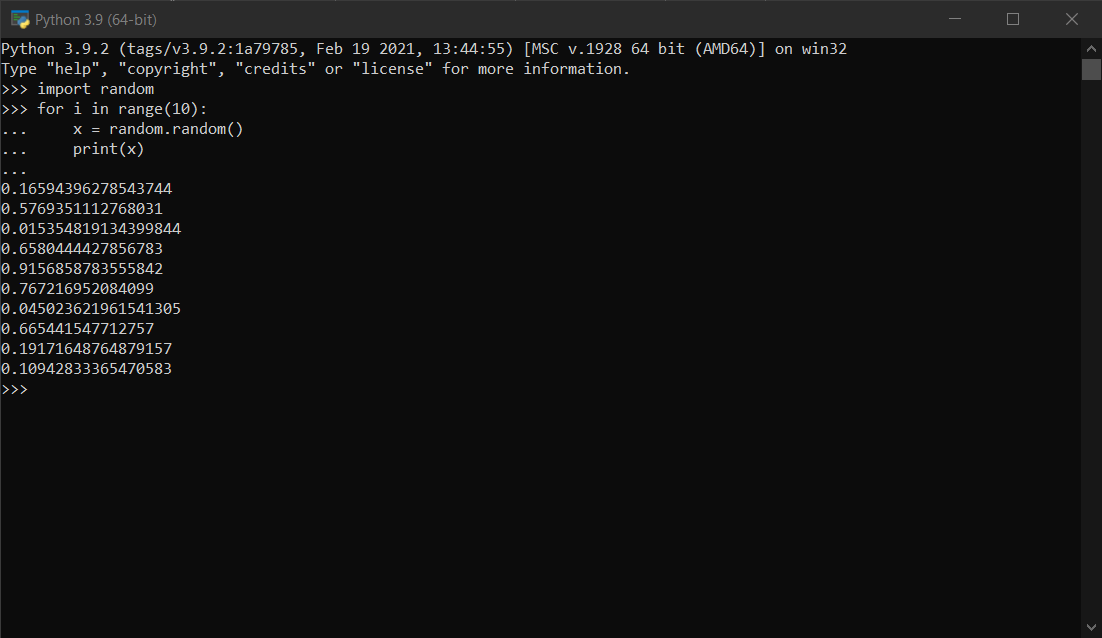 Python 3.9 (64-bit)
Python 3.9.2 (tags/v3.9.2:1a79785, Feb 19 2021, 13:44:55) [MSC v.1928 64 bit (AMD64)] on win32
Type "help", "copyright", "credits" or "license" for more information.
>>> import random
>>> for i in range(10):
...     x = random.random()
...     print(x)
...
0.16594396278543744
0.5769351112768031
0.015354819134399844
0.6580444427856783
0.9156858783555842
0.767216952084099
0.045023621961541305
0.665441547712757
0.19171648764879157
0.10942833365470583
>>>